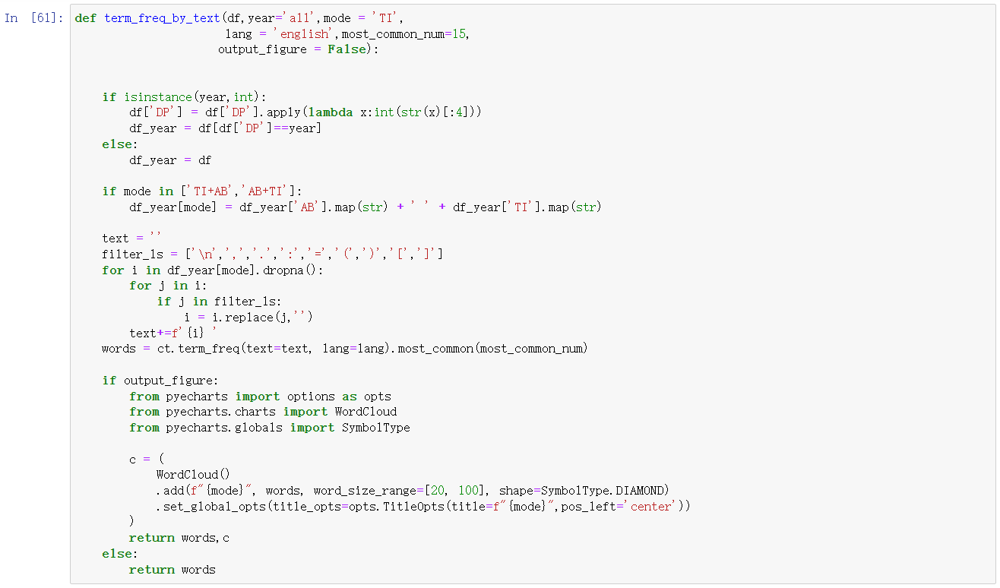 In [61]: def term_freq_by_text(df,year='all',mode = 'TI',
                      lang = 'english',most_common_num=15,
                     output_figure = False):
    if isinstance(year,int):
        df['DP'] = df['DP'].apply(lambda x:int(str(x)[:4]))
        df_year = df[df['DP']==year]
    else:
        df_year = df
    if mode in ['TI+AB','AB+TI']:
        df_year[mode] = df_year['AB'].map(str) + ' ' + df_year['TI'].map(str)
    text = ''
    filter_ls = ['\n',',','.',':','=','(',')','[',']']
    for i in df_year[mode].dropna():
        for j in i:
            if j in filter_ls:
                i = i.replace(j,'')
        text+=f'{i} '
    words = ct.term_freq(text=text, lang=lang).most_common(most_common_num)
    if output_figure:
        from pyecharts import options as opts
        from pyecharts.charts import WordCloud
        from pyecharts.globals import SymbolType
        c = (
            WordCloud()
            .add(f"{mode}", words, word_size_range=[20, 100], shape=SymbolType.DIAMOND)
            .set_global_opts(title_opts=opts.TitleOpts(title=f"{mode}",pos_left='center'))
        )
        return words,c
    else:
        return words